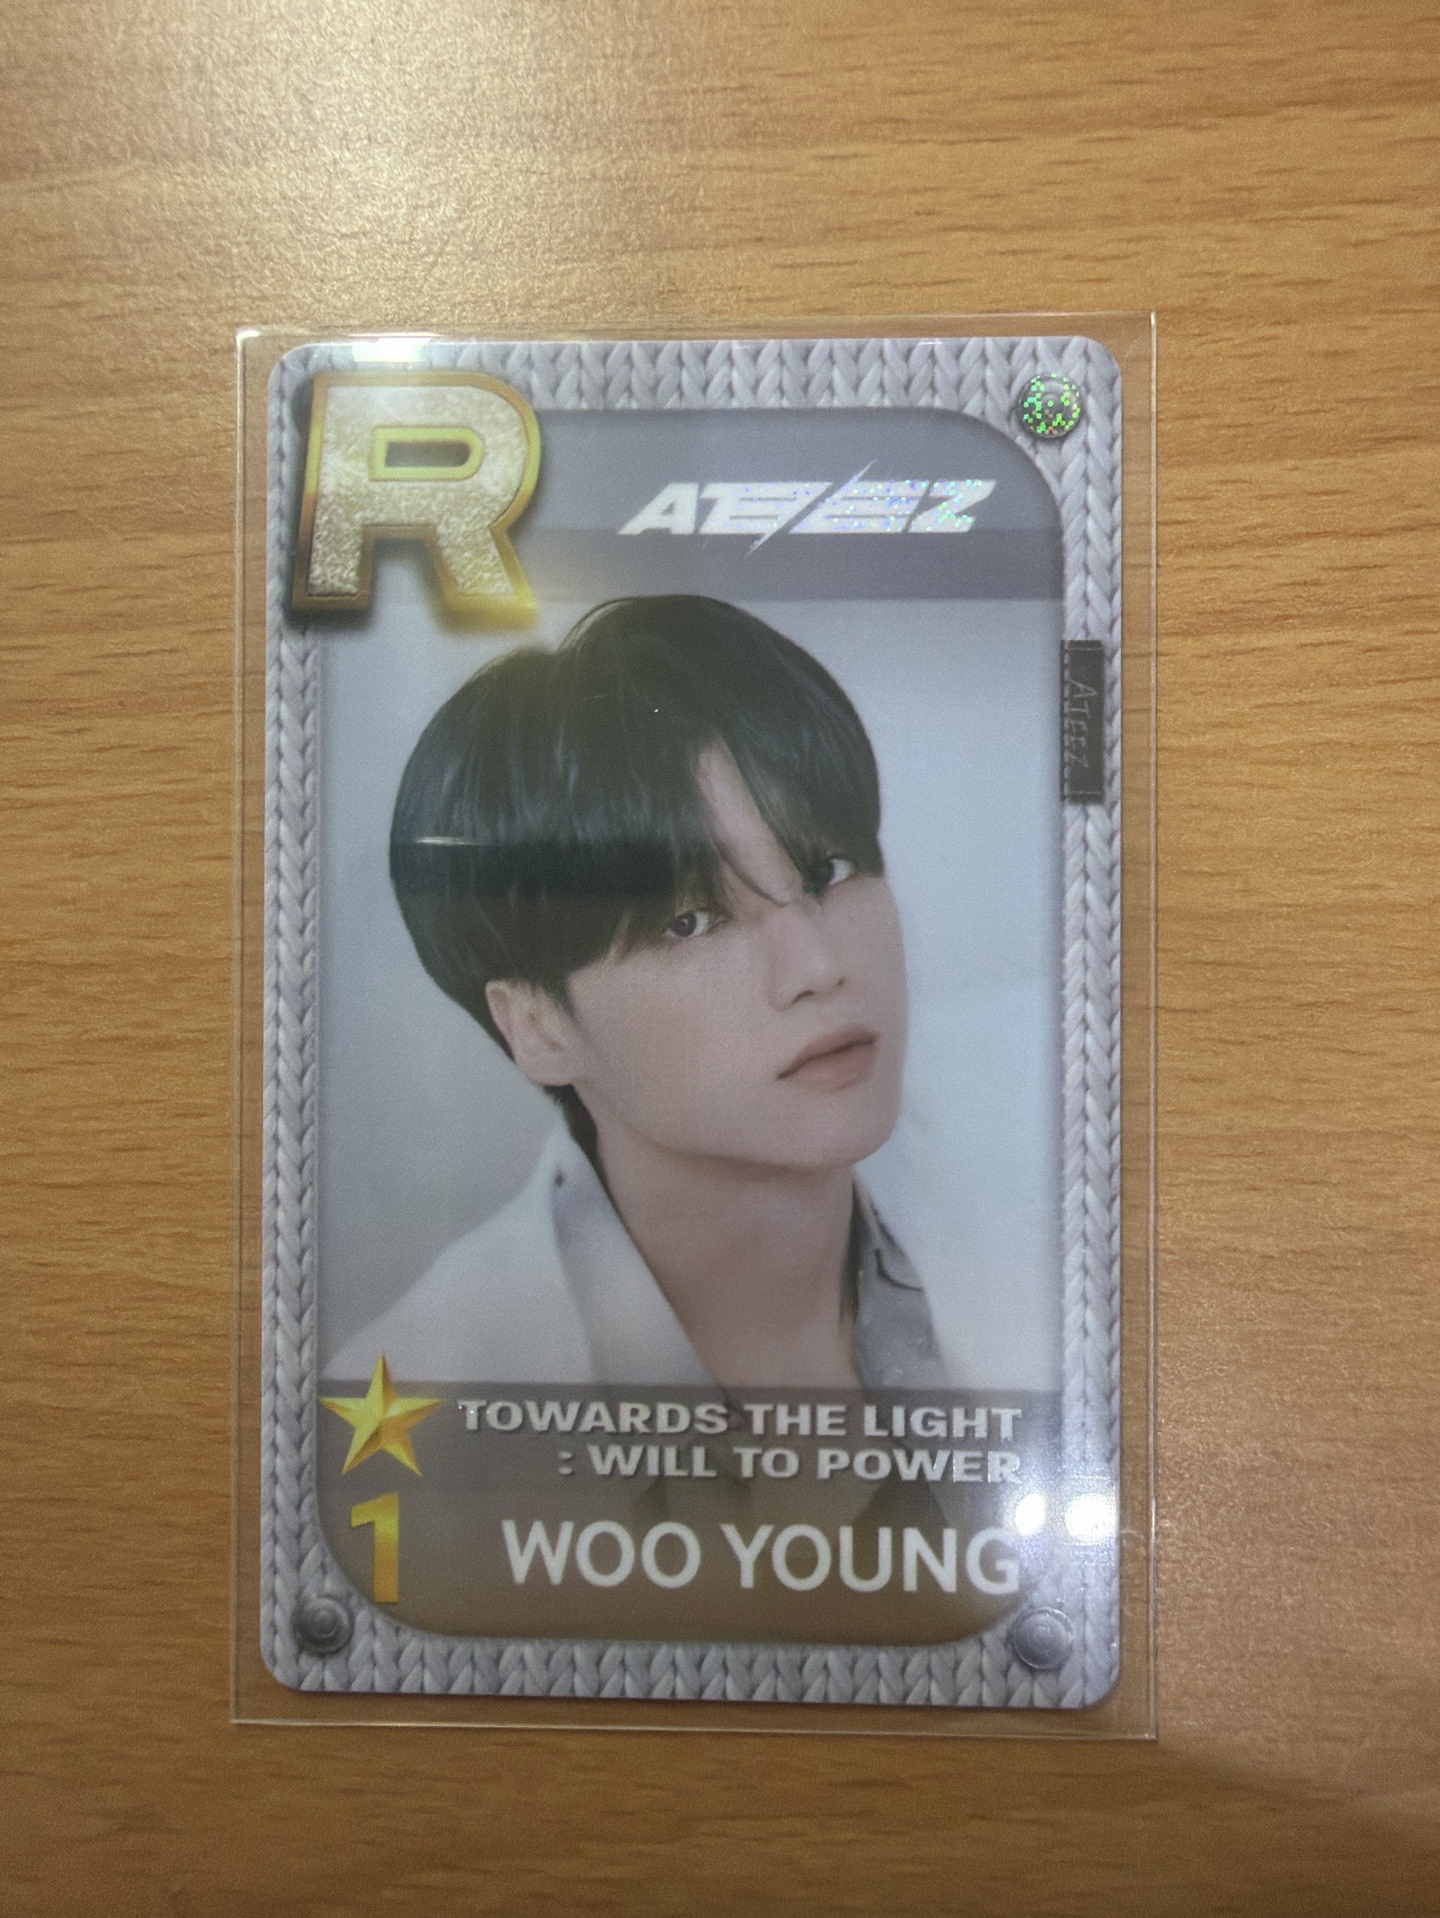 R
ATEEZ
ATEEZ
TOWARDS THE LIGHT
: WILL TO POWER
1
WOO YOUNG